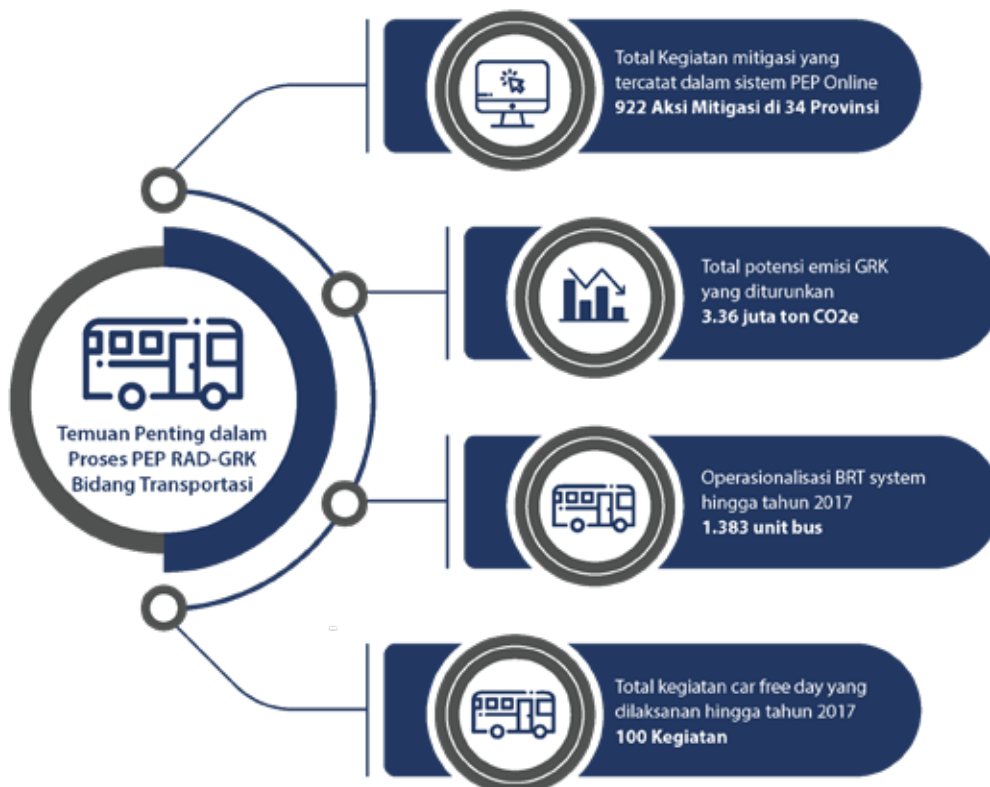 Total Kegiatan mitigasi yang
tercatat dalam sistem PEP Online
922 Aksi Mitigasi di 34 Provinsi
Total potensi emisi GRK
yang diturunkan
3.36 juta ton CO2e
Temuan Penting dalam
Proses PEP RAD-GRK
Bidang Transportasi
Operasionalisasi BRT system
hingga tahun 2017
1.383 unit bus
Total kegiatan car free day yang
dilaksanan hingga tahun 2017
100 Kegiatan